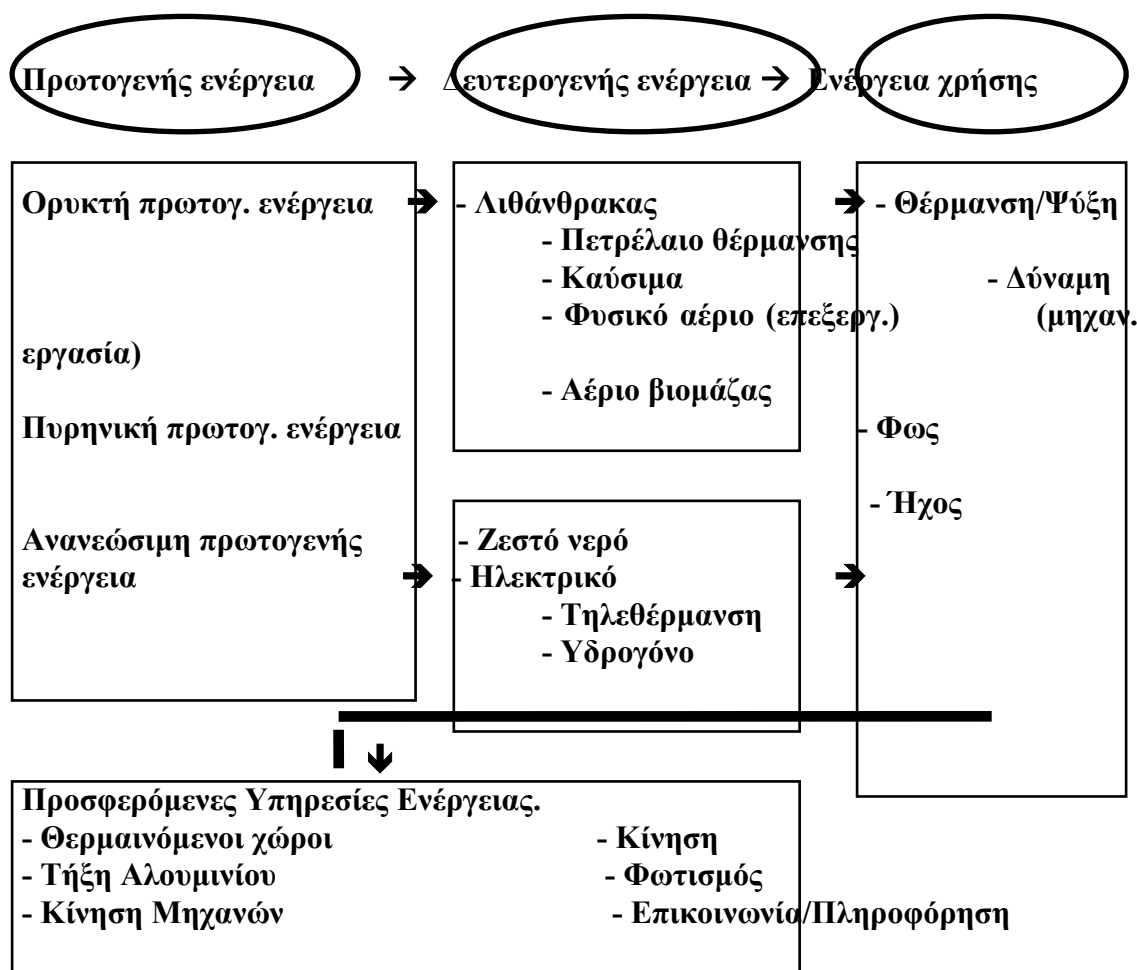 Πρωτογενής ενέργεια → Δευτερογενής ενέργεια → Ενέργεια χρήσης
Ορυκτή πρωτογ. ενέργεια → - Λιθάνθρακας → - Θέρμανση/Ψύξη
- Πετρέλαιο θέρμανσης
- Καύσιμα - Δύναμη
- Φυσικό αέριο (επεξεργ.) (μηχαν.
εργασία)
- Αέριο βιομάζας
Πυρηνική πρωτογ. ενέργεια - Φως
- Ήχος
Ανανεώσιμη πρωτογενής - Ζεστό νερό
ενέργεια → - Ηλεκτρικό →
- Τηλεθέρμανση
- Υδρογόνο
Προσφερόμενες Υπηρεσίες Ενέργειας.
- Θερμαινόμενοι χώροι - Κίνηση
- Τήξη Αλουμινίου - Φωτισμός
- Κίνηση Μηχανών - Επικοινωνία/Πληροφόρηση